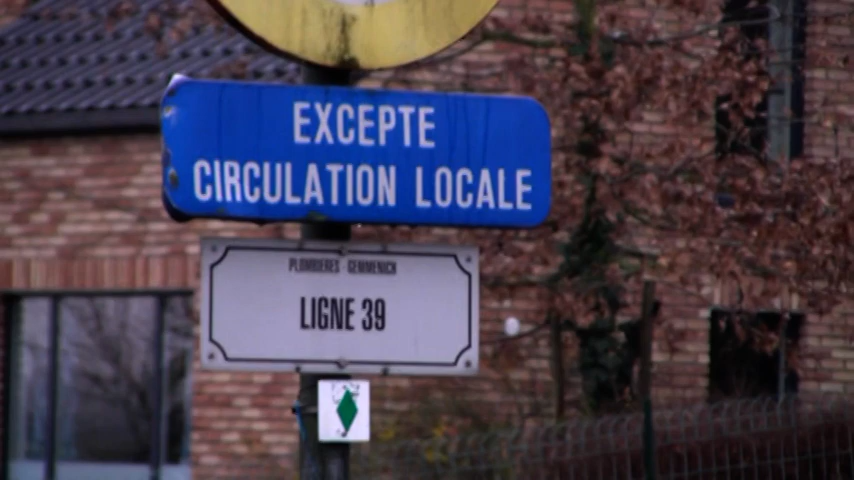 EXCEPTE
CIRCULATION LOCALE
PLOMBIERES - GEMMENICH
LIGNE 39